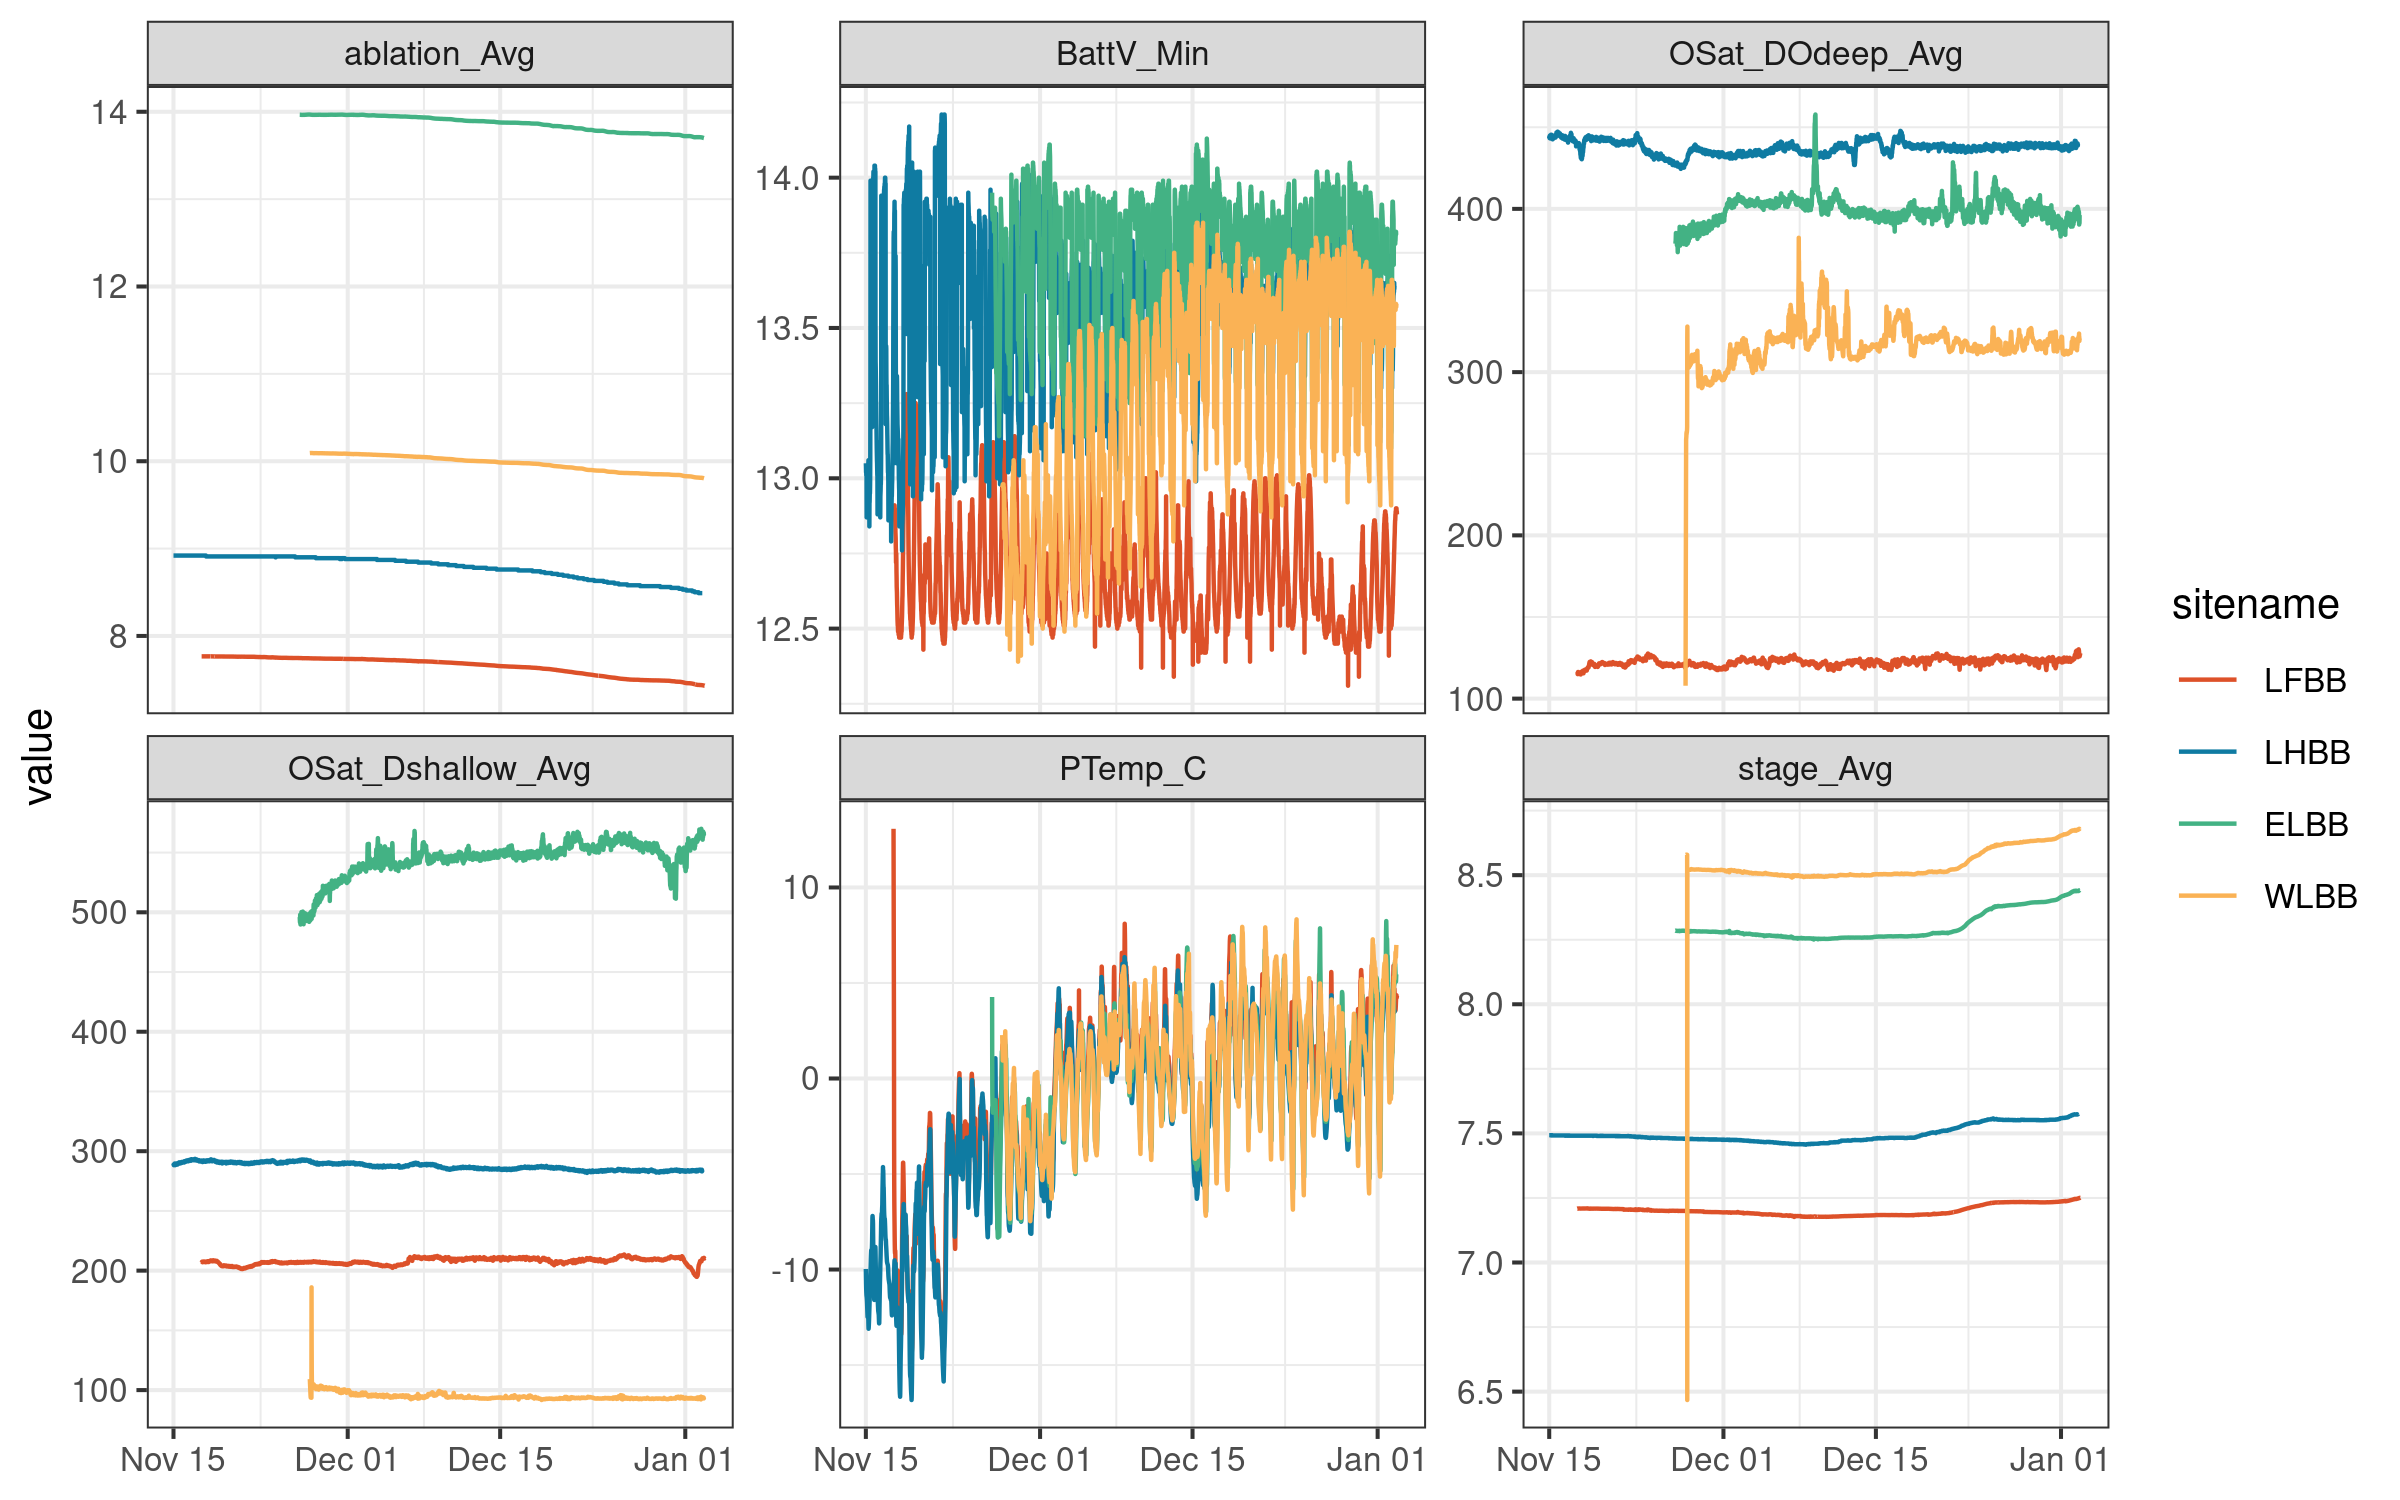 ablation_Avg
BattV_Min
OSat_DOdeep_Avg
14
12
10
8
14.0
13.5
13.0
12.5
400
300
200
100
OSat_Dshallow_Avg
PTemp_C
stage_Avg
500
400
300
200
100
10
0
-10
8.5
8.0
7.5
7.0
6.5
Nov 15 Dec 01 Dec 15 Jan 01
Nov 15 Dec 01 Dec 15 Jan 01
Nov 15 Dec 01 Dec 15 Jan 01
value
sitename
LFBB
LHBB
ELBB
WLBB